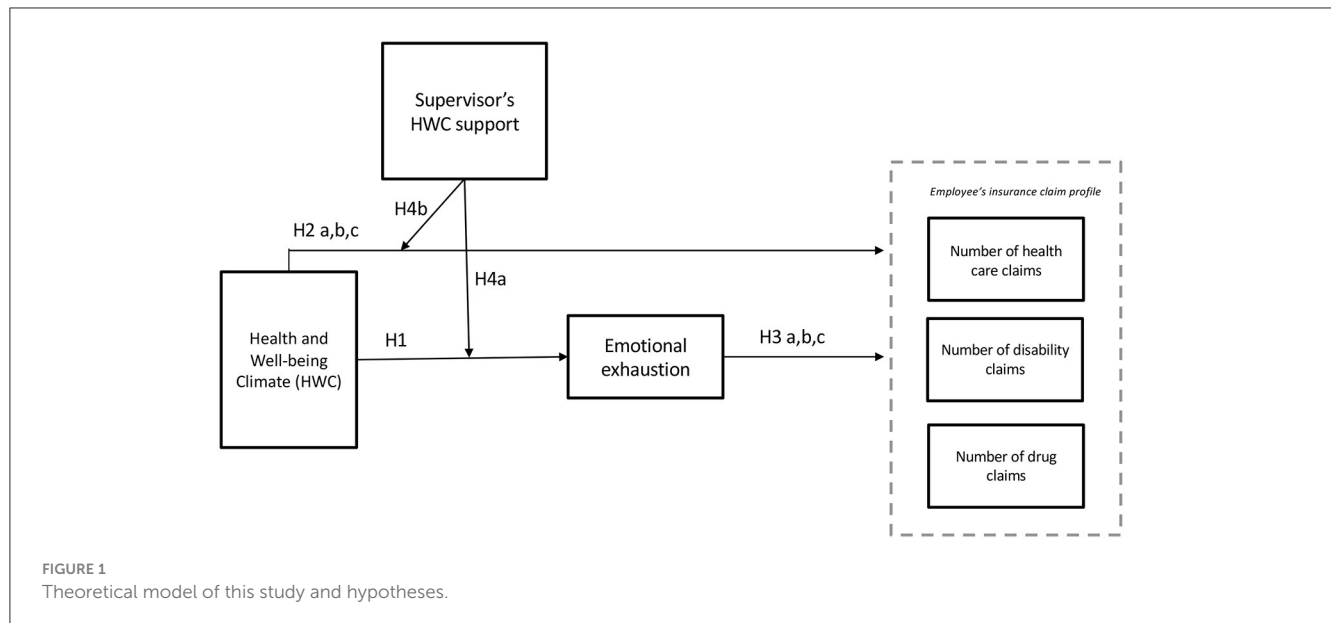 Supervisor's
HWC support
Employee's insurance claim profile
H4b
H2 a,b,c
Number of health
care claims
H4a
Health and
Well-being
Climate (HWC)
H1
Emotional
exhaustion
H3 a,b,c
Number of disability
claims
Number of drug
claims
FIGURE 1
Theoretical model of this study and hypotheses.